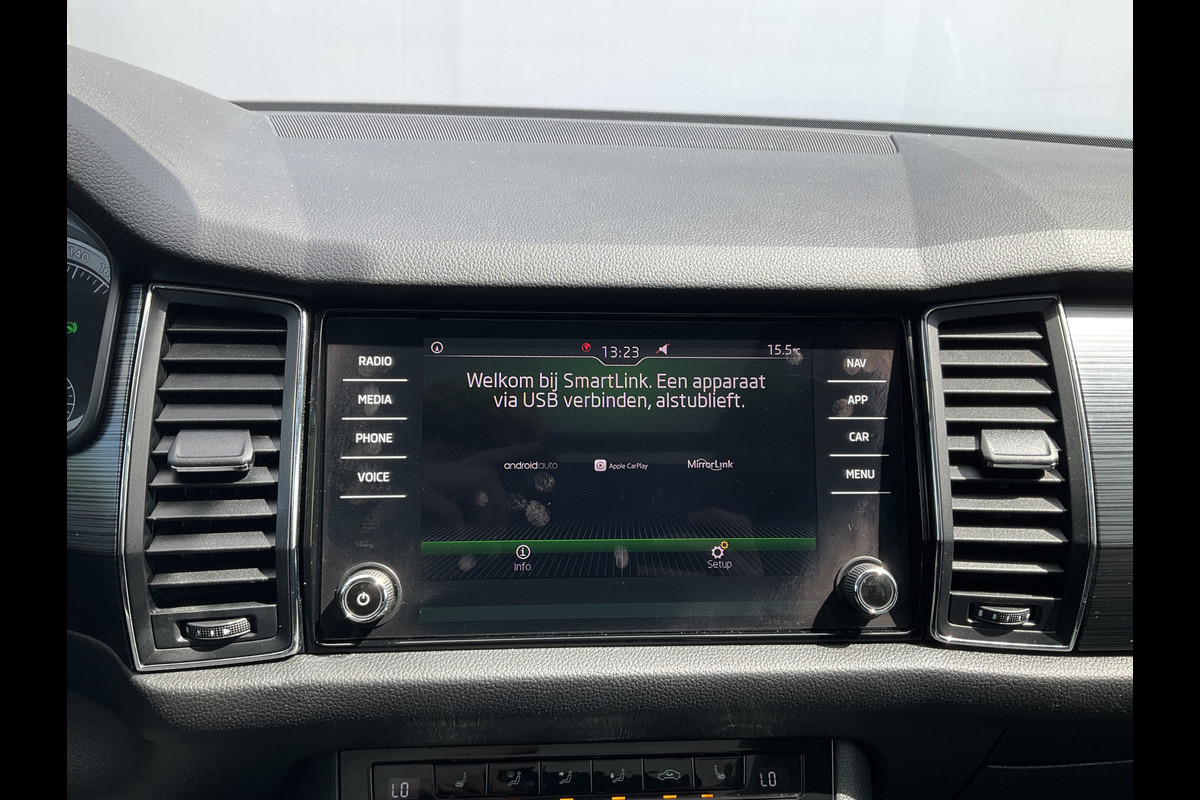 140
13:23
15.5°C
Welkom bij SmartLink. Een apparaat
via USB verbinden, alstublieft.
androidauto
Apple CarPlay
MirrorLink
Info
Setup
RADIO
MEDIA
PHONE
VOICE
NAV
APP
CAR
MENU
LO
LO